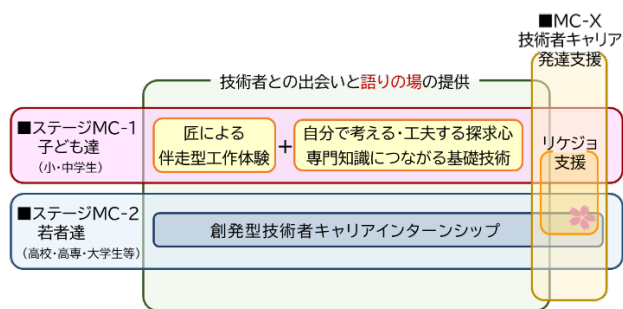 ■MC-X
技術者キャリア
発達支援
技術者との出会いと語りの場の提供
■ステージMC-1
子ども達
(小・中学生)
匠による
伴走型工作体験
+
自分で考える・工夫する探求心
専門知識につながる基礎技術
リケジョ
支援
■ステージMC-2
若者達
(高校・高専・大学生等)
創発型技術者キャリアインターンシップ